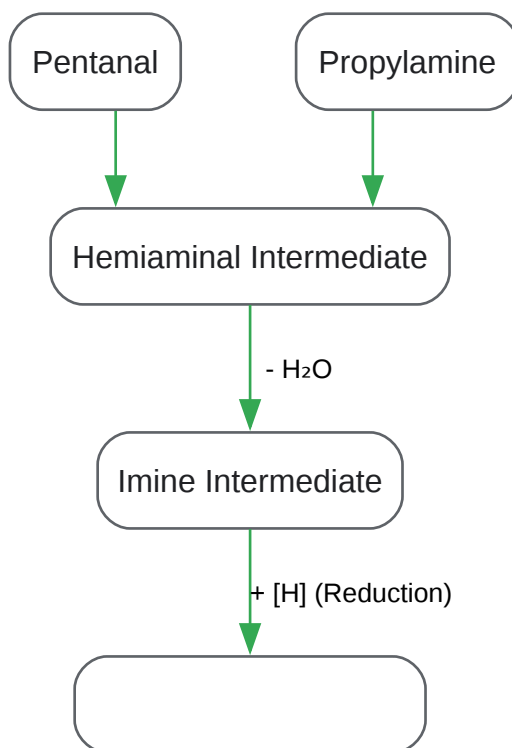 Pentanal
Propylamine
Hemiaminal Intermediate
- H₂O
Imine Intermediate
+ [H] (Reduction)